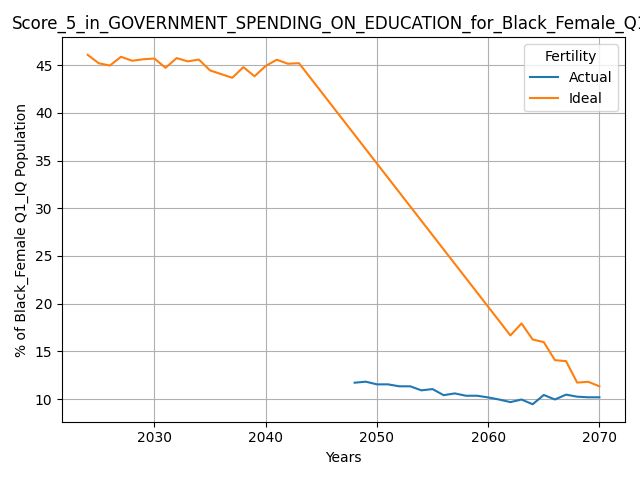 Score_5_in_GOVERNMENT_SPENDING_ON_EDUCATION_for_Black_Female_Q1
% of Black_Female Q1_IQ Population
45
40
35
30
25
20
15
10
Fertility
Actual
Ideal
2030 2040 2050 2060 2070
Years